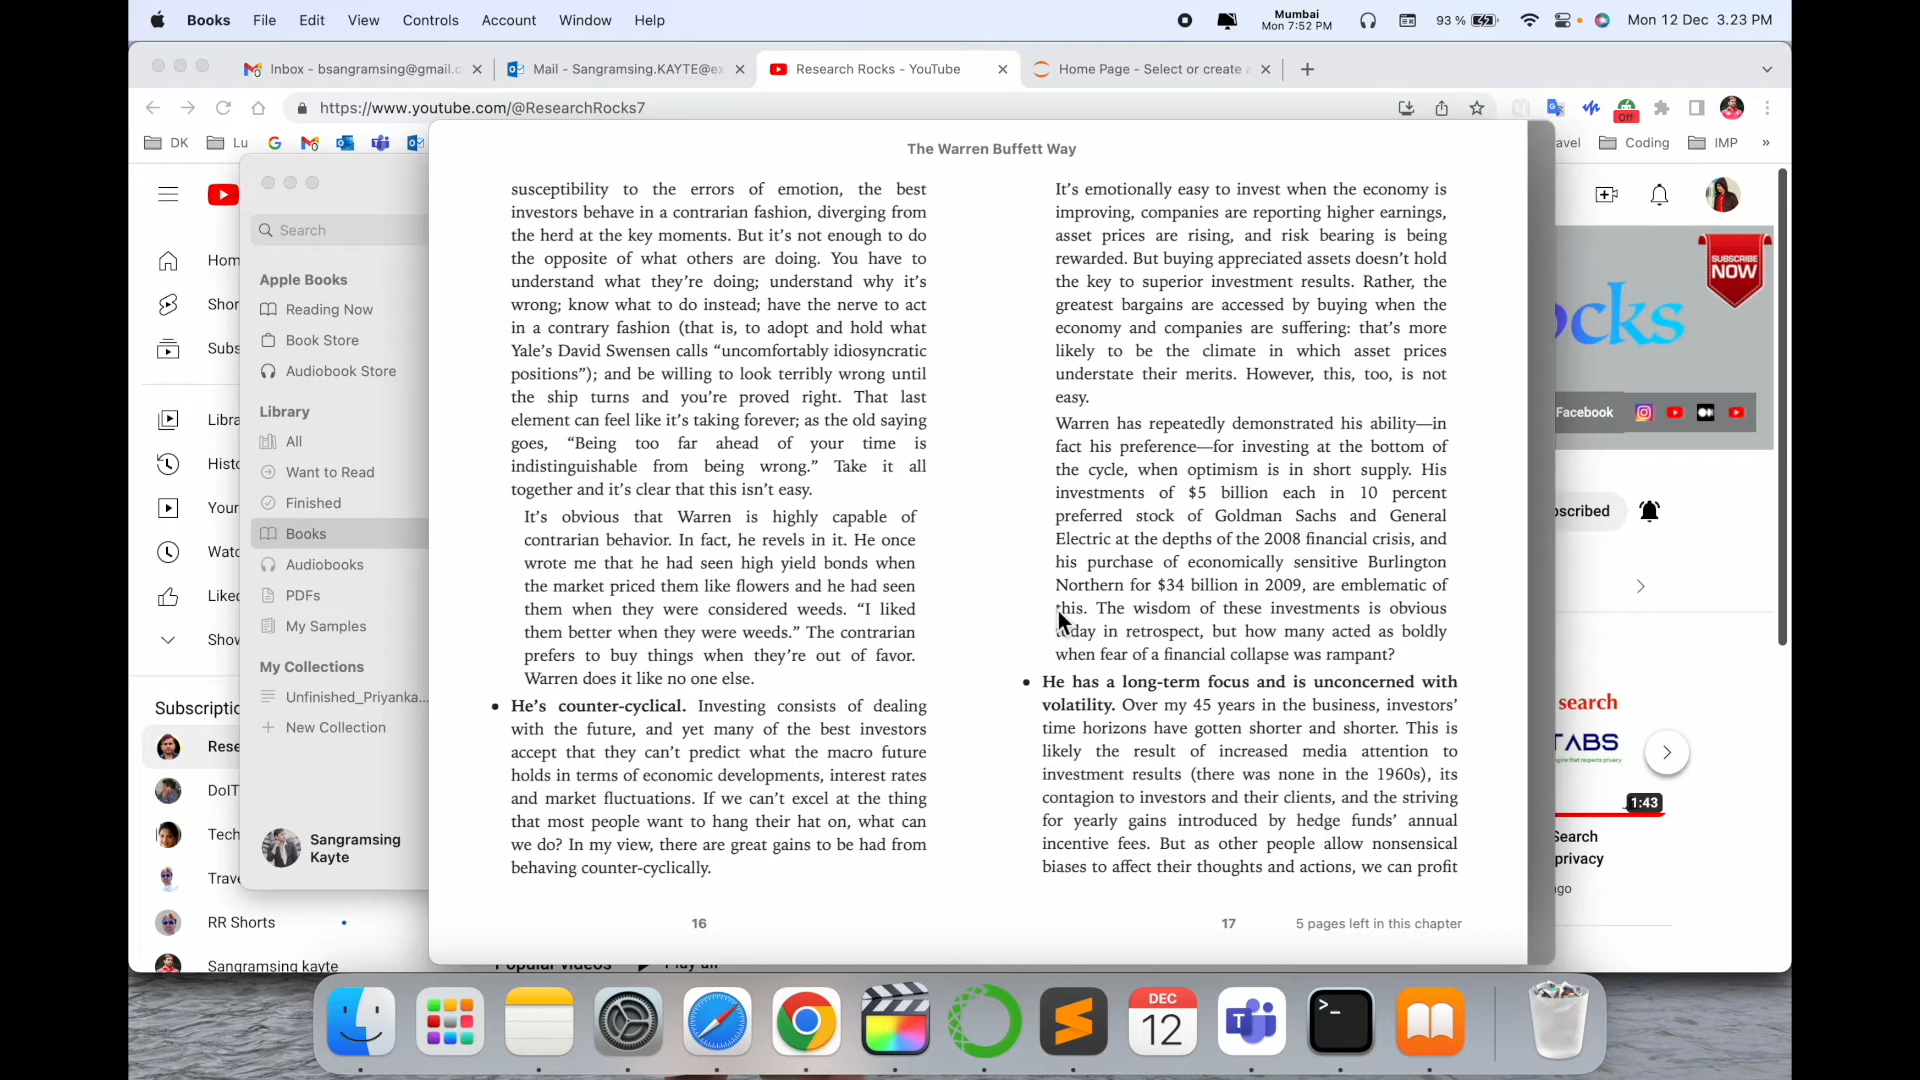 Books File Edit View Controls Account Window Help
Mumbai
Mon 7:52 PM
93 %
Mon 12 Dec 3.23 PM
Inbox - bsangramsing@gmail.c
Mail - Sangramsing.KAYTE@ex
Research Rocks - YouTube
Home Page - Select or create a
https://www.youtube.com/@ResearchRocks7
Off
DK
Lu
avel
Coding
IMP
»
The Warren Buffett Way
susceptibility to the errors of emotion, the best
investors behave in a contrarian fashion, diverging from
the herd at the key moments. But it's not enough to do
the opposite of what others are doing. You have to
understand what they're doing; understand why it's
wrong; know what to do instead; have the nerve to act
in a contrary fashion (that is, to adopt and hold what
Yale's David Swensen calls “uncomfortably idiosyncratic
positions”); and be willing to look terribly wrong until
the ship turns and you're proved right. That last
element can feel like it's taking forever; as the old saying
goes, “Being too far ahead of your time is
indistinguishable from being wrong.” Take it all
together and it's clear that this isn't easy.
It's obvious that Warren is highly capable of
contrarian behavior. In fact, he revels in it. He once
wrote me that he had seen high yield bonds when
the market priced them like flowers and he had seen
them when they were considered weeds. “I liked
them better when they were weeds.” The contrarian
prefers to buy things when they're out of favor.
Warren does it like no one else.
• He's counter-cyclical. Investing consists of dealing
with the future, and yet many of the best investors
accept that they can't predict what the macro future
holds in terms of economic developments, interest rates
and market fluctuations. If we can't excel at the thing
that most people want to hang their hat on, what can
we do? In my view, there are great gains to be had from
behaving counter-cyclically.
16
It's emotionally easy to invest when the economy is
improving, companies are reporting higher earnings,
asset prices are rising, and risk bearing is being
rewarded. But buying appreciated assets doesn't hold
the key to superior investment results. Rather, the
greatest bargains are accessed by buying when the
economy and companies are suffering: that's more
likely to be the climate in which asset prices
understate their merits. However, this, too, is not
easy.
Warren has repeatedly demonstrated his ability—in
fact his preference—for investing at the bottom of
the cycle, when optimism is in short supply. His
investments of $5 billion each in 10 percent
preferred stock of Goldman Sachs and General
Electric at the depths of the 2008 financial crisis, and
his purchase of economically sensitive Burlington
Northern for $34 billion in 2009, are emblematic of
this. The wisdom of these investments is obvious
today in retrospect, but how many acted as boldly
when fear of a financial collapse was rampant?
• He has a long-term focus and is unconcerned with
volatility. Over my 45 years in the business, investors'
time horizons have gotten shorter and shorter. This is
likely the result of increased media attention to
investment results (there was none in the 1960s), its
contagion to investors and their clients, and the striving
for yearly gains introduced by hedge funds' annual
incentive fees. But as other people allow nonsensical
biases to affect their thoughts and actions, we can profit
17
5 pages left in this chapter
Search
Apple Books
Reading Now
Book Store
Audiobook Store
Library
All
Want to Read
Finished
Books
Audiobooks
PDFs
My Samples
My Collections
Unfinished_Priyanka...
New Collection
Sangramsing
Kayte
Hom
Shor
Subs
Libra
Histo
Your
Watc
Liked
Show
Subscriptio
Rese
DoIT
Tech
Trave
RR Shorts
Sangramsing kayte
SUBSCRIBE
NOW
ocks
Facebook
oscribed
search
TABS
1:43
Search
privacy
ago
Popular videos
Play all
DEC
12